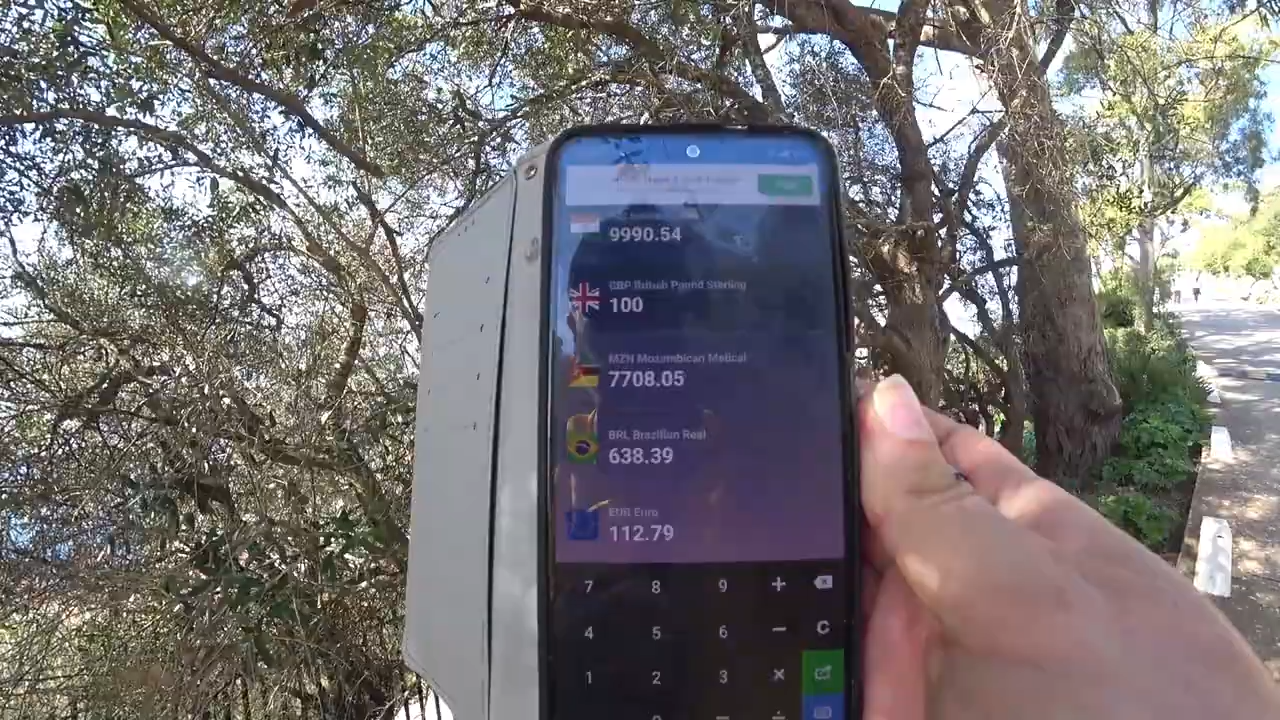 9990.54
GBP British Pound Sterling
100
MZN Mozambican Metical
7708.05
BRL Brazilian Real
638.39
EUR Euro
112.79
7 8 9 +
4 5 6 − C
1 2 3 ×